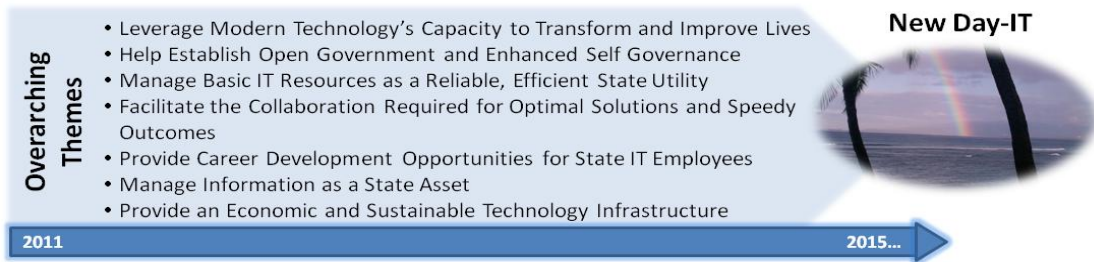 New Day-IT
Overarching
Themes
• Leverage Modern Technology’s Capacity to Transform and Improve Lives
• Help Establish Open Government and Enhanced Self Governance
• Manage Basic IT Resources as a Reliable, Efficient State Utility
• Facilitate the Collaboration Required for Optimal Solutions and Speedy
Outcomes
• Provide Career Development Opportunities for State IT Employees
• Manage Information as a State Asset
• Provide an Economic and Sustainable Technology Infrastructure
2011
2015...